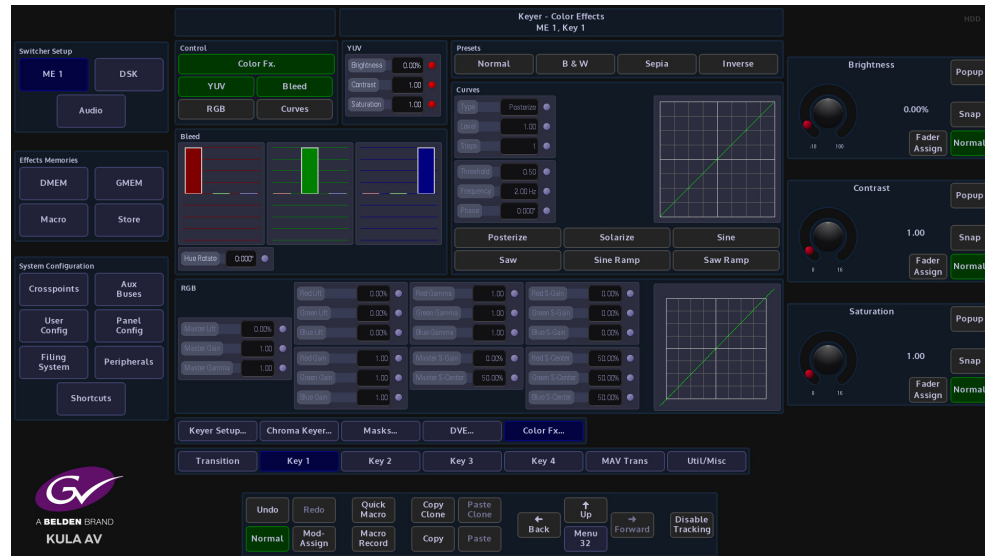 Keyer - Color Effects
ME 1, Key 1
HDD
Switcher Setup
ME 1
DSK
Audio
Effects Memories
DMEM
GMEM
Macro
Store
System Configuration
Crosspoints
Aux
Buses
User
Config
Panel
Config
Filing
System
Peripherals
Shortcuts
A BELDEN BRAND
KULA AV
Control
Color Fx.
YUV
Bleed
RGB
Curves
YUV
Brightness 0.00%
Contrast 1.00
Saturation 1.00
Presets
Normal
B & W
Sepia
Inverse
Curves
Type Posterize
Level 1.00
Steps 1
Threshold 0.50
Frequency 2.00 Hz
Phase 0.000°
Posterize
Solarize
Sine
Saw
Sine Ramp
Saw Ramp
Bleed
Hue Rotate 0.000°
RGB
Master Lift 0.00%
Master Gain 1.00
Master Gamma 1.00
Red Lift 0.00%
Green Lift 0.00%
Blue Lift 0.00%
Red Gain 1.00
Green Gain 1.00
Blue Gain 1.00
Red Gamma 1.00
Green Gamma 1.00
Blue Gamma 1.00
Master S-Gain 0.00%
Master S-Center 50.00%
Red S-Gain 0.00%
Green S-Gain 0.00%
Blue S-Gain 0.00%
Red S-Center 50.00%
Green S-Center 50.00%
Blue S-Center 50.00%
Brightness
Popup
0.00%
Snap
-10 100
Fader
Assign
Normal
Contrast
Popup
1.00
Snap
0 16
Fader
Assign
Normal
Saturation
Popup
1.00
Snap
0 16
Fader
Assign
Normal
Keyer Setup...
Chroma Keyer...
Masks...
DVE...
Color Fx...
Transition
Key 1
Key 2
Key 3
Key 4
MAV Trans
Util/Misc
Undo
Redo
Quick
Macro
Copy
Clone
Paste
Clone
Back
Up
Forward
Disable
Tracking
Normal
Mod-
Assign
Macro
Record
Copy
Paste
Menu
32